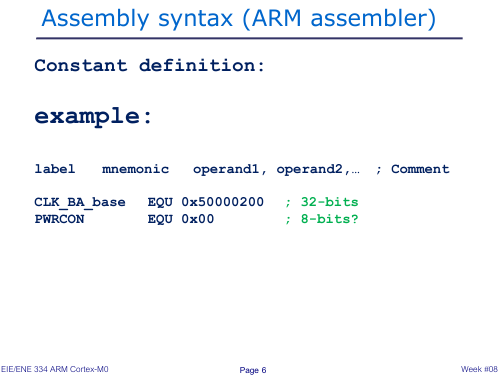 Assembly syntax (ARM assembler)
Constant definition:
example:
label mnemonic operand1, operand2,… ; Comment
CLK_BA_base EQU 0x50000200 ; 32-bits
PWRCON EQU 0x00 ; 8-bits?
EIE/ENE 334 ARM Cortex-M0 Page 6 Week #08